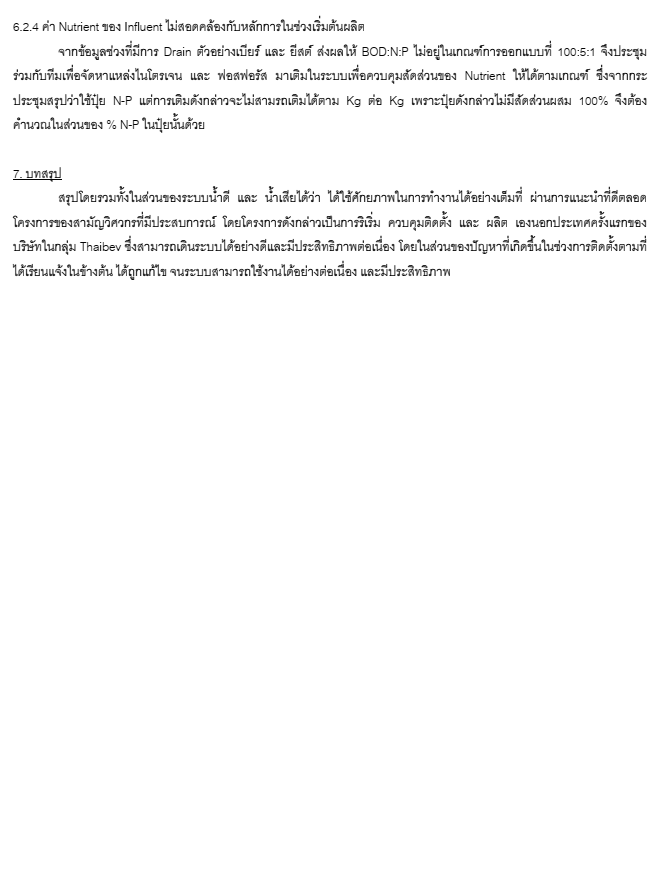 6.2.4 ค่า Nutrient ของ Influent ไม่สอดคล้องกับหลักการในช่วงเริ่มต้นผลิต
จากข้อมูลช่วงที่มีการ Drain ตัวอย่างเบียร์ และ ยีสต์ ส่งผลให้ BOD:N:P ไม่อยู่ในเกณฑ์การออกแบบที่ 100:5:1 จึงประชุม
ร่วมกับทีมเพื่อจัดหาแหล่งไนโตรเจน และ ฟอสฟอรัส มาเติมในระบบเพื่อควบคุมสัดส่วนของ Nutrient ให้ได้ตามเกณฑ์ ซึ่งจากกระ
ประชุมสรุปว่าใช้ปุ๋ย N-P แต่การเติมดังกล่าวจะไม่สามรถเติมได้ตาม Kg ต่อ Kg เพราะปุ๋ยดังกล่าวไม่มีสัดส่วนผสม 100% จึงต้อง
คำนวณในส่วนของ % N-P ในปุ๋ยนั้นด้วย
7. บทสรุป
สรุปโดยรวมทั้งในส่วนของระบบน้ำดี และ น้ำเสียได้ว่า ได้ใช้ศักยภาพในการทำงานได้อย่างเต็มที่ ผ่านการแนะนำที่ดีตลอด
โครงการของสามัญวิศวกรที่มีประสบการณ์ โดยโครงการดังกล่าวเป็นการริเริ่ม ควบคุมติดตั้ง และ ผลิต เองนอกประเทศครั้งแรกของ
บริษัทในกลุ่ม Thaibev ซึ่งสามารถเดินระบบได้อย่างดีและมีประสิทธิภาพต่อเนื่อง โดยในส่วนของปัญหาที่เกิดขึ้นในช่วงการติดตั้งตามที่
ได้เรียนแจ้งในข้างต้น ได้ถูกแก้ไข จนระบบสามารถใช้งานได้อย่างต่อเนื่อง และมีประสิทธิภาพ